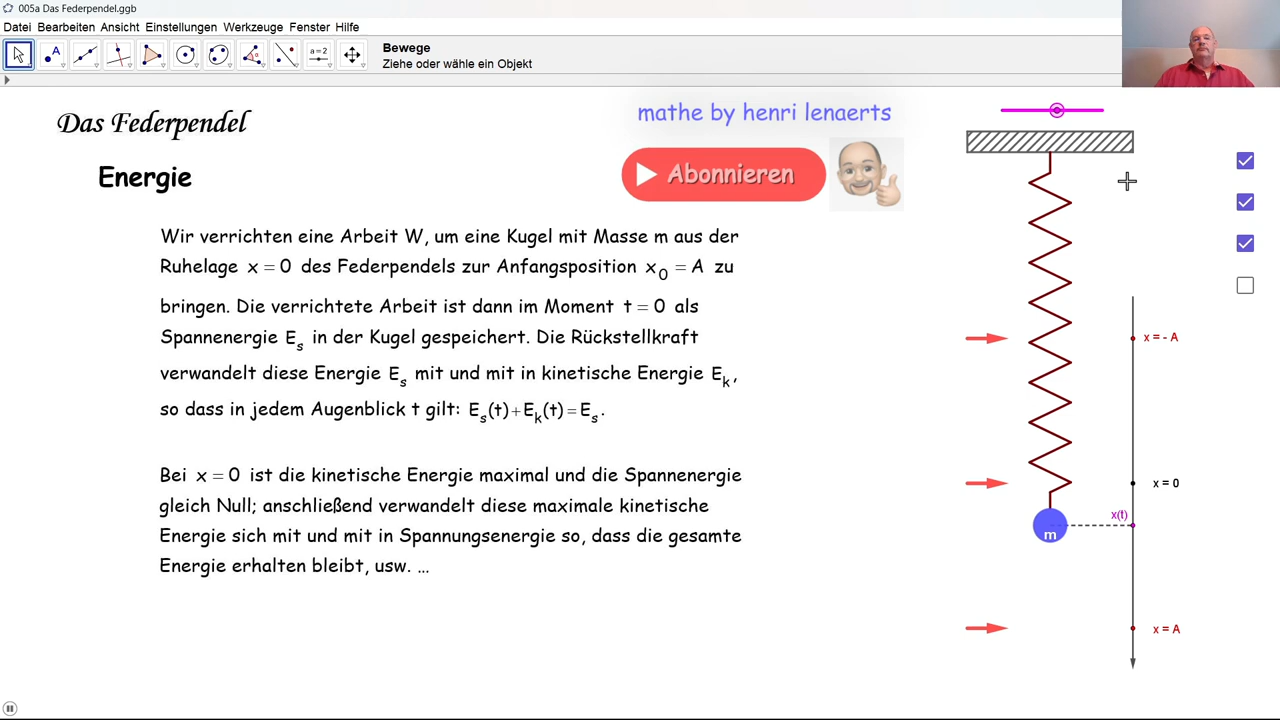 005a Das Federpendel.ggb
Datei Bearbeiten Ansicht Einstellungen Werkzeuge Fenster Hilfe
A
a=2
Bewege
Ziehe oder wähle ein Objekt
Das Federpendel
mathe by henri lenaerts
Energie
Abonnieren
Wir verrichten eine Arbeit W, um eine Kugel mit Masse m aus der
Ruhelage x = 0 des Federpendels zur Anfangsposition x₀ = A zu
bringen. Die verrichtete Arbeit ist dann im Moment t = 0 als
Spannenergie Eₛ in der Kugel gespeichert. Die Rückstellkraft
verwandelt diese Energie Eₛ mit und mit in kinetische Energie Eₖ,
so dass in jedem Augenblick t gilt: Eₛ(t)+Eₖ(t)=Eₛ.
Bei x = 0 ist die kinetische Energie maximal und die Spannenergie
gleich Null; anschließend verwandelt diese maximale kinetische
Energie sich mit und mit in Spannungsenergie so, dass die gesamte
Energie erhalten bleibt, usw. ...
x = - A
x = 0
x(t)
m
x = A